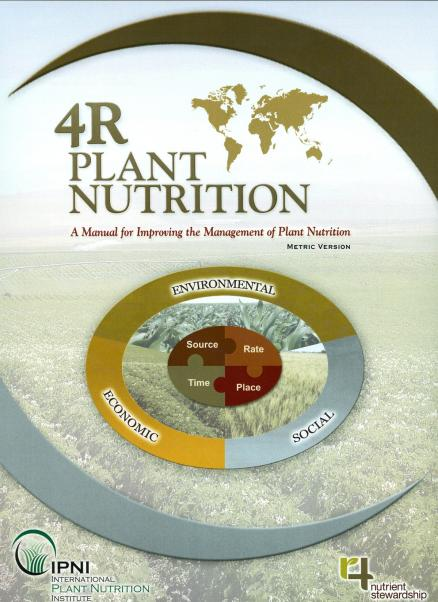 4R
PLANT
NUTRITION
A Manual for Improving the Management of Plant Nutrition
METRIC VERSION
ENVIRONMENTAL
Source
Rate
Time
Place
ECONOMIC
SOCIAL
IPNI
INTERNATIONAL
PLANT NUTRITION
INSTITUTE
r4
nutrient
stewardship